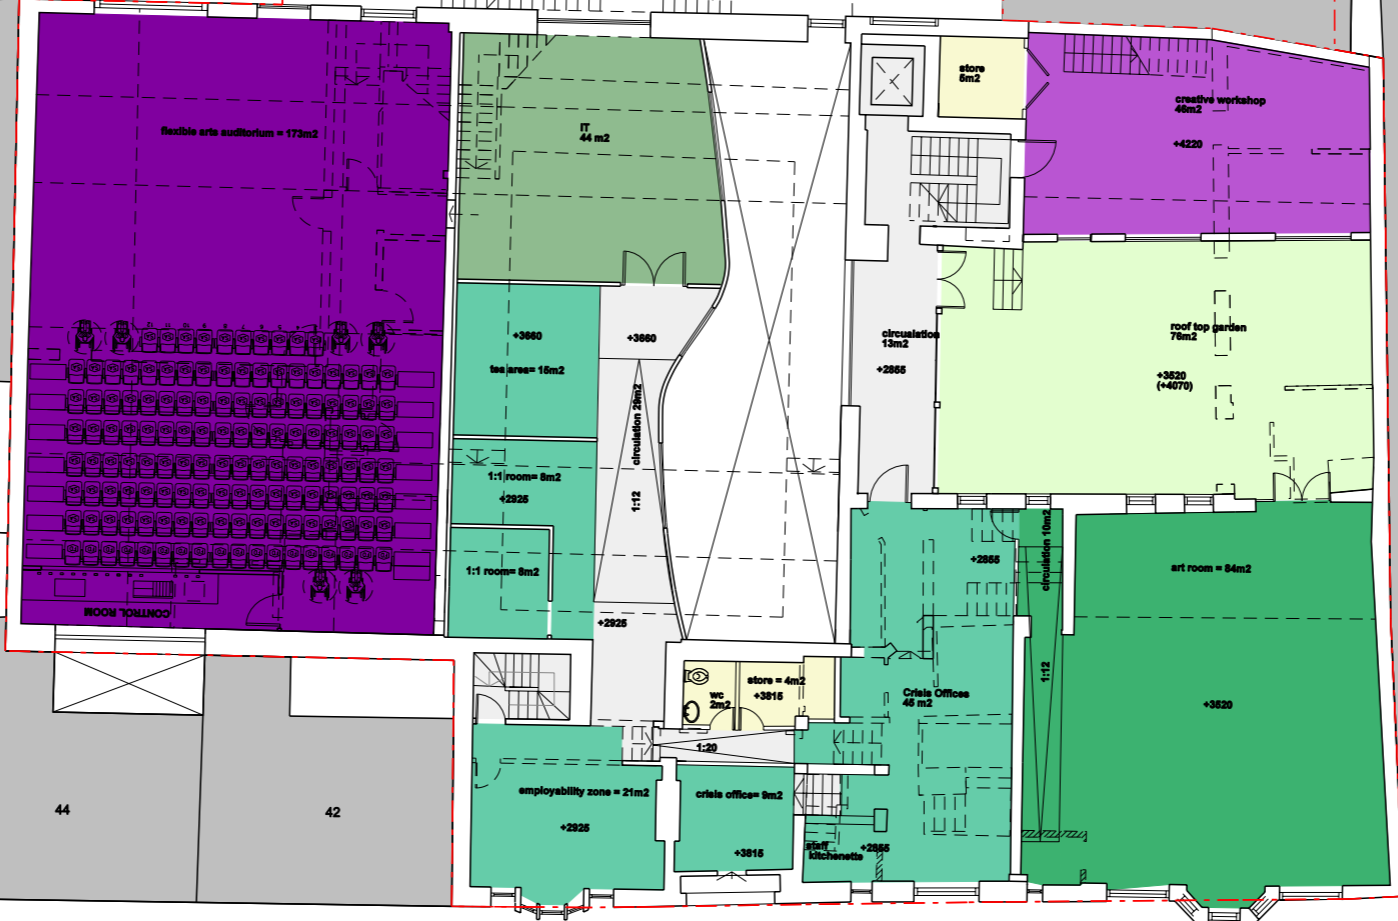 flexible arts auditorium = 173m2
IT
44 m2
store
5m2
creative workshop
46m2
+4220
+3660
tea area= 15m2
+3660
circulation 29m2
1:12
circualation
13m2
+2855
roof top garden
76m2
+3520
(+4070)
1:1 room= 8m2
+2925
1:1 room= 8m2
+2925
CONTROL ROOM
+2855
circulation 10m2
1:12
art room = 84m2
+3520
wc
2m2
store = 4m2
+3815
Crisis Offices
45 m2
1:20
employability zone = 21m2
+2925
crisis office= 9m2
+3815
staff
kitchenette
+2855
44
42